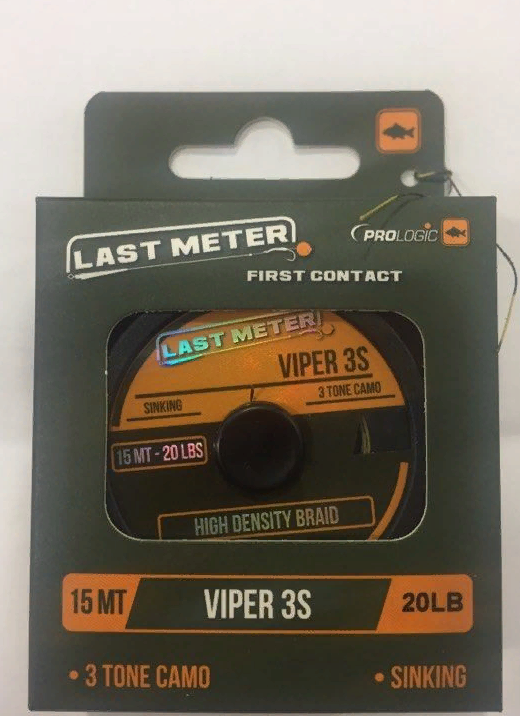 LAST METER
PROLOGIC
FIRST CONTACT
LAST METER
VIPER 3S
SINKING
3 TONE CAMO
15 MT - 20 LBS
HIGH DENSITY BRAID
15 MT
VIPER 3S
20LB
• 3 TONE CAMO
• SINKING